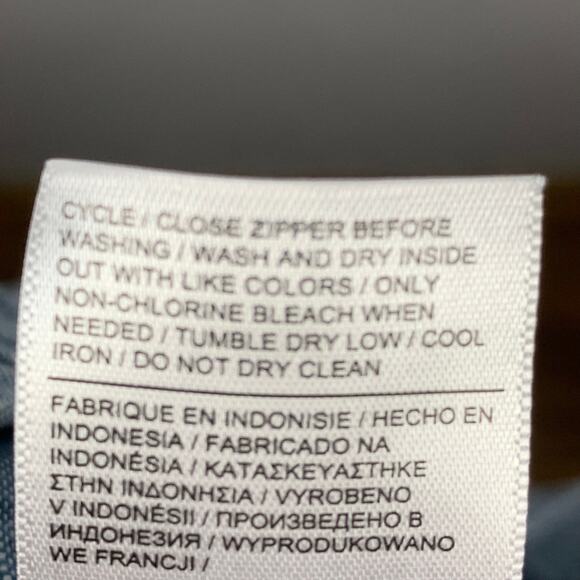 CYCLE / CLOSE ZIPPER BEFORE
WASHING / WASH AND DRY INSIDE
OUT WITH LIKE COLORS / ONLY
NON-CHLORINE BLEACH WHEN
NEEDED / TUMBLE DRY LOW / COOL
IRON / DO NOT DRY CLEAN
FABRIQUE EN INDONISIE / HECHO EN
INDONESIA / FABRICADO NA
INDONÉSIA / ΚΑΤΑΣΚΕΥΑΣΤΗΚΕ
ΣΤΗΝ ΙΝΔΟΝΗΣΙΑ / VYROBENO
V INDONÉSII / ПРОИЗВЕДЕНО В
ИНДОНЕЗИЯ / WYPRODUKOWANO
WE FRANCJI /